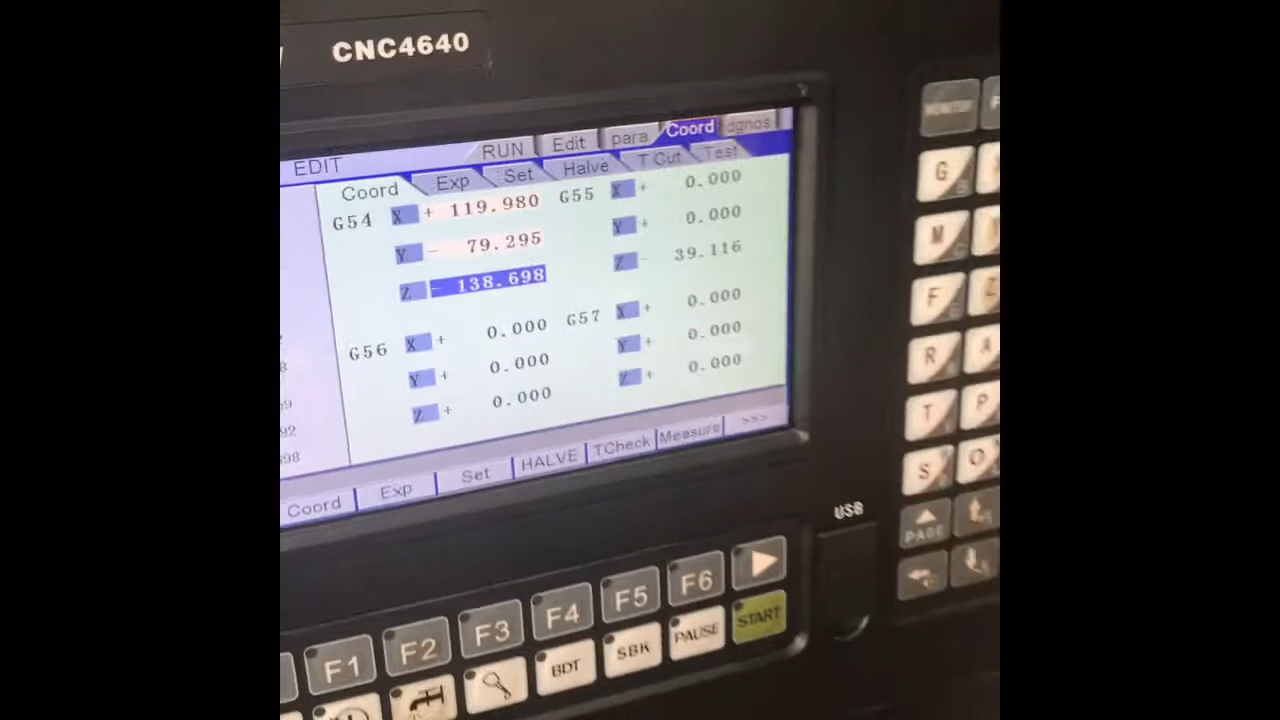 CNC4640
EDIT RUN Edit para Coord dgnos
Coord Exp Set Halve T Cut Test
G54 X + 119.980 G55 X + 0.000
Y - 79.295 Y + 0.000
Z - 138.698 Z - 39.116
G56 X + 0.000 G57 X + 0.000
Y + 0.000 Y + 0.000
Z + 0.000 Z + 0.000
Coord Exp Set HALVE TCheck Measure >>>
USB
F1 F2 F3 F4 F5 F6
BDT SBK PAUSE START
MONITOR
G
M
F Z
R A
T P
S O
PAGE